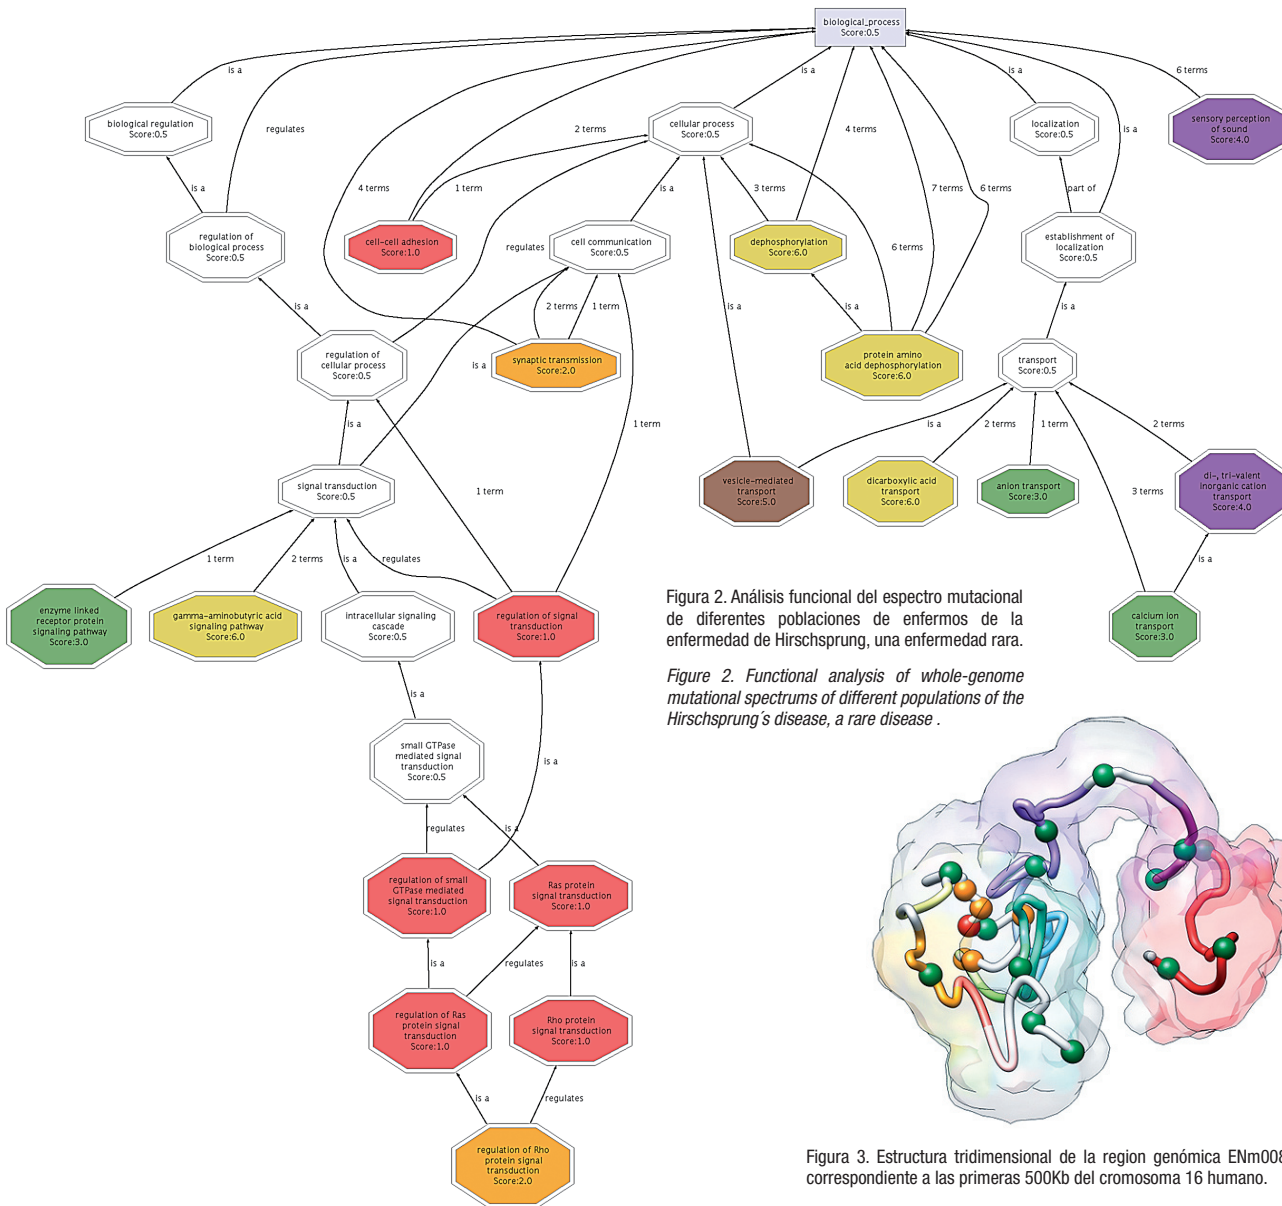 biological_process
Score:0.5
is a
regulates
is a
is a
is a
6 terms
biological regulation
Score:0.5
2 terms
cellular process
Score:0.5
4 terms
localization
Score:0.5
sensory perception
of sound
Score:4.0
is a
4 terms
1 term
is a
3 terms
7 terms
6 terms
part of
regulation of
biological process
Score:0.5
cell-cell adhesion
Score:1.0
regulates
cell communication
Score:0.5
dephosphorylation
Score:6.0
6 terms
establishment of
localization
Score:0.5
is a
2 terms
1 term
is a
is a
is a
regulation of
cellular process
Score:0.5
is a
synaptic transmission
Score:2.0
protein amino
acid dephosphorylation
Score:6.0
transport
Score:0.5
is a
1 term
is a
2 terms
1 term
2 terms
signal transduction
Score:0.5
1 term
vesicle-mediated
transport
Score:5.0
dicarboxylic acid
transport
Score:6.0
anion transport
Score:3.0
3 terms
di-, tri-valent
inorganic cation
transport
Score:4.0
1 term
2 terms
is a
regulates
is a
enzyme linked
receptor protein
signaling pathway
Score:3.0
gamma-aminobutyric acid
signaling pathway
Score:6.0
intracellular signaling
cascade
Score:0.5
regulation of signal
transduction
Score:1.0
calcium ion
transport
Score:3.0
Figura 2. Análisis funcional del espectro mutacional
de diferentes poblaciones de enfermos de la
enfermedad de Hirschsprung, una enfermedad rara.
Figure 2. Functional analysis of whole-genome
mutational spectrums of different populations of the
Hirschsprung´s disease, a rare disease .
is a
small GTPase
mediated signal
transduction
Score:0.5
is a
regulates
is a
regulation of small
GTPase mediated
signal transduction
Score:1.0
Ras protein
signal transduction
Score:1.0
is a
regulates
is a
regulation of Ras
protein signal
transduction
Score:1.0
Rho protein
signal transduction
Score:1.0
is a
regulates
regulation of Rho
protein signal
transduction
Score:2.0
Figura 3. Estructura tridimensional de la region genómica ENm008
correspondiente a las primeras 500Kb del cromosoma 16 humano.